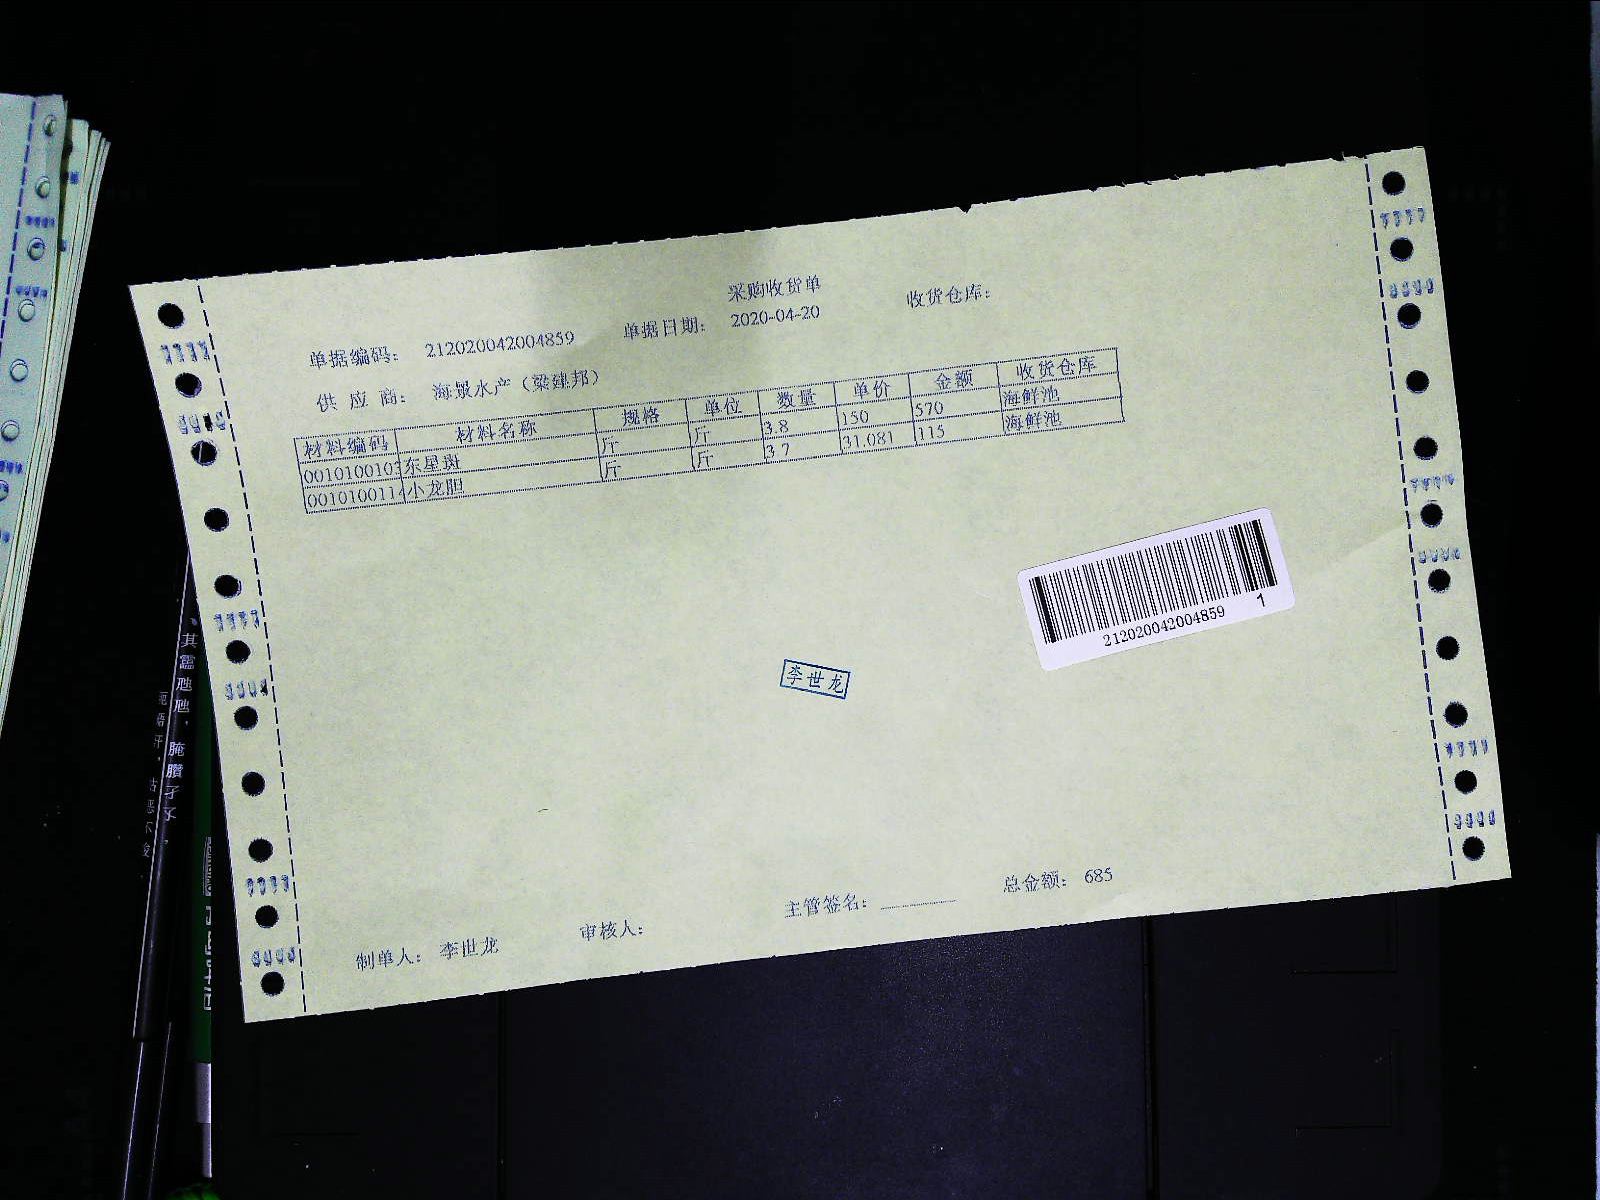 采购收货单
单据编码： 212020042004859 单据日期： 2020-04-20 收货仓库：
供 应 商： 海景水产（梁建邦）
材料编码 材料名称 规格 单位 数量 单价 金额 收货仓库
0010100103 东星斑 斤 斤 3.8 150 570 海鲜池
0010100114 小龙胆 斤 斤 3.7 31.081 115 海鲜池
212020042004859 1
李世龙
制单人： 李世龙 审核人： 主管签名： 总金额： 685